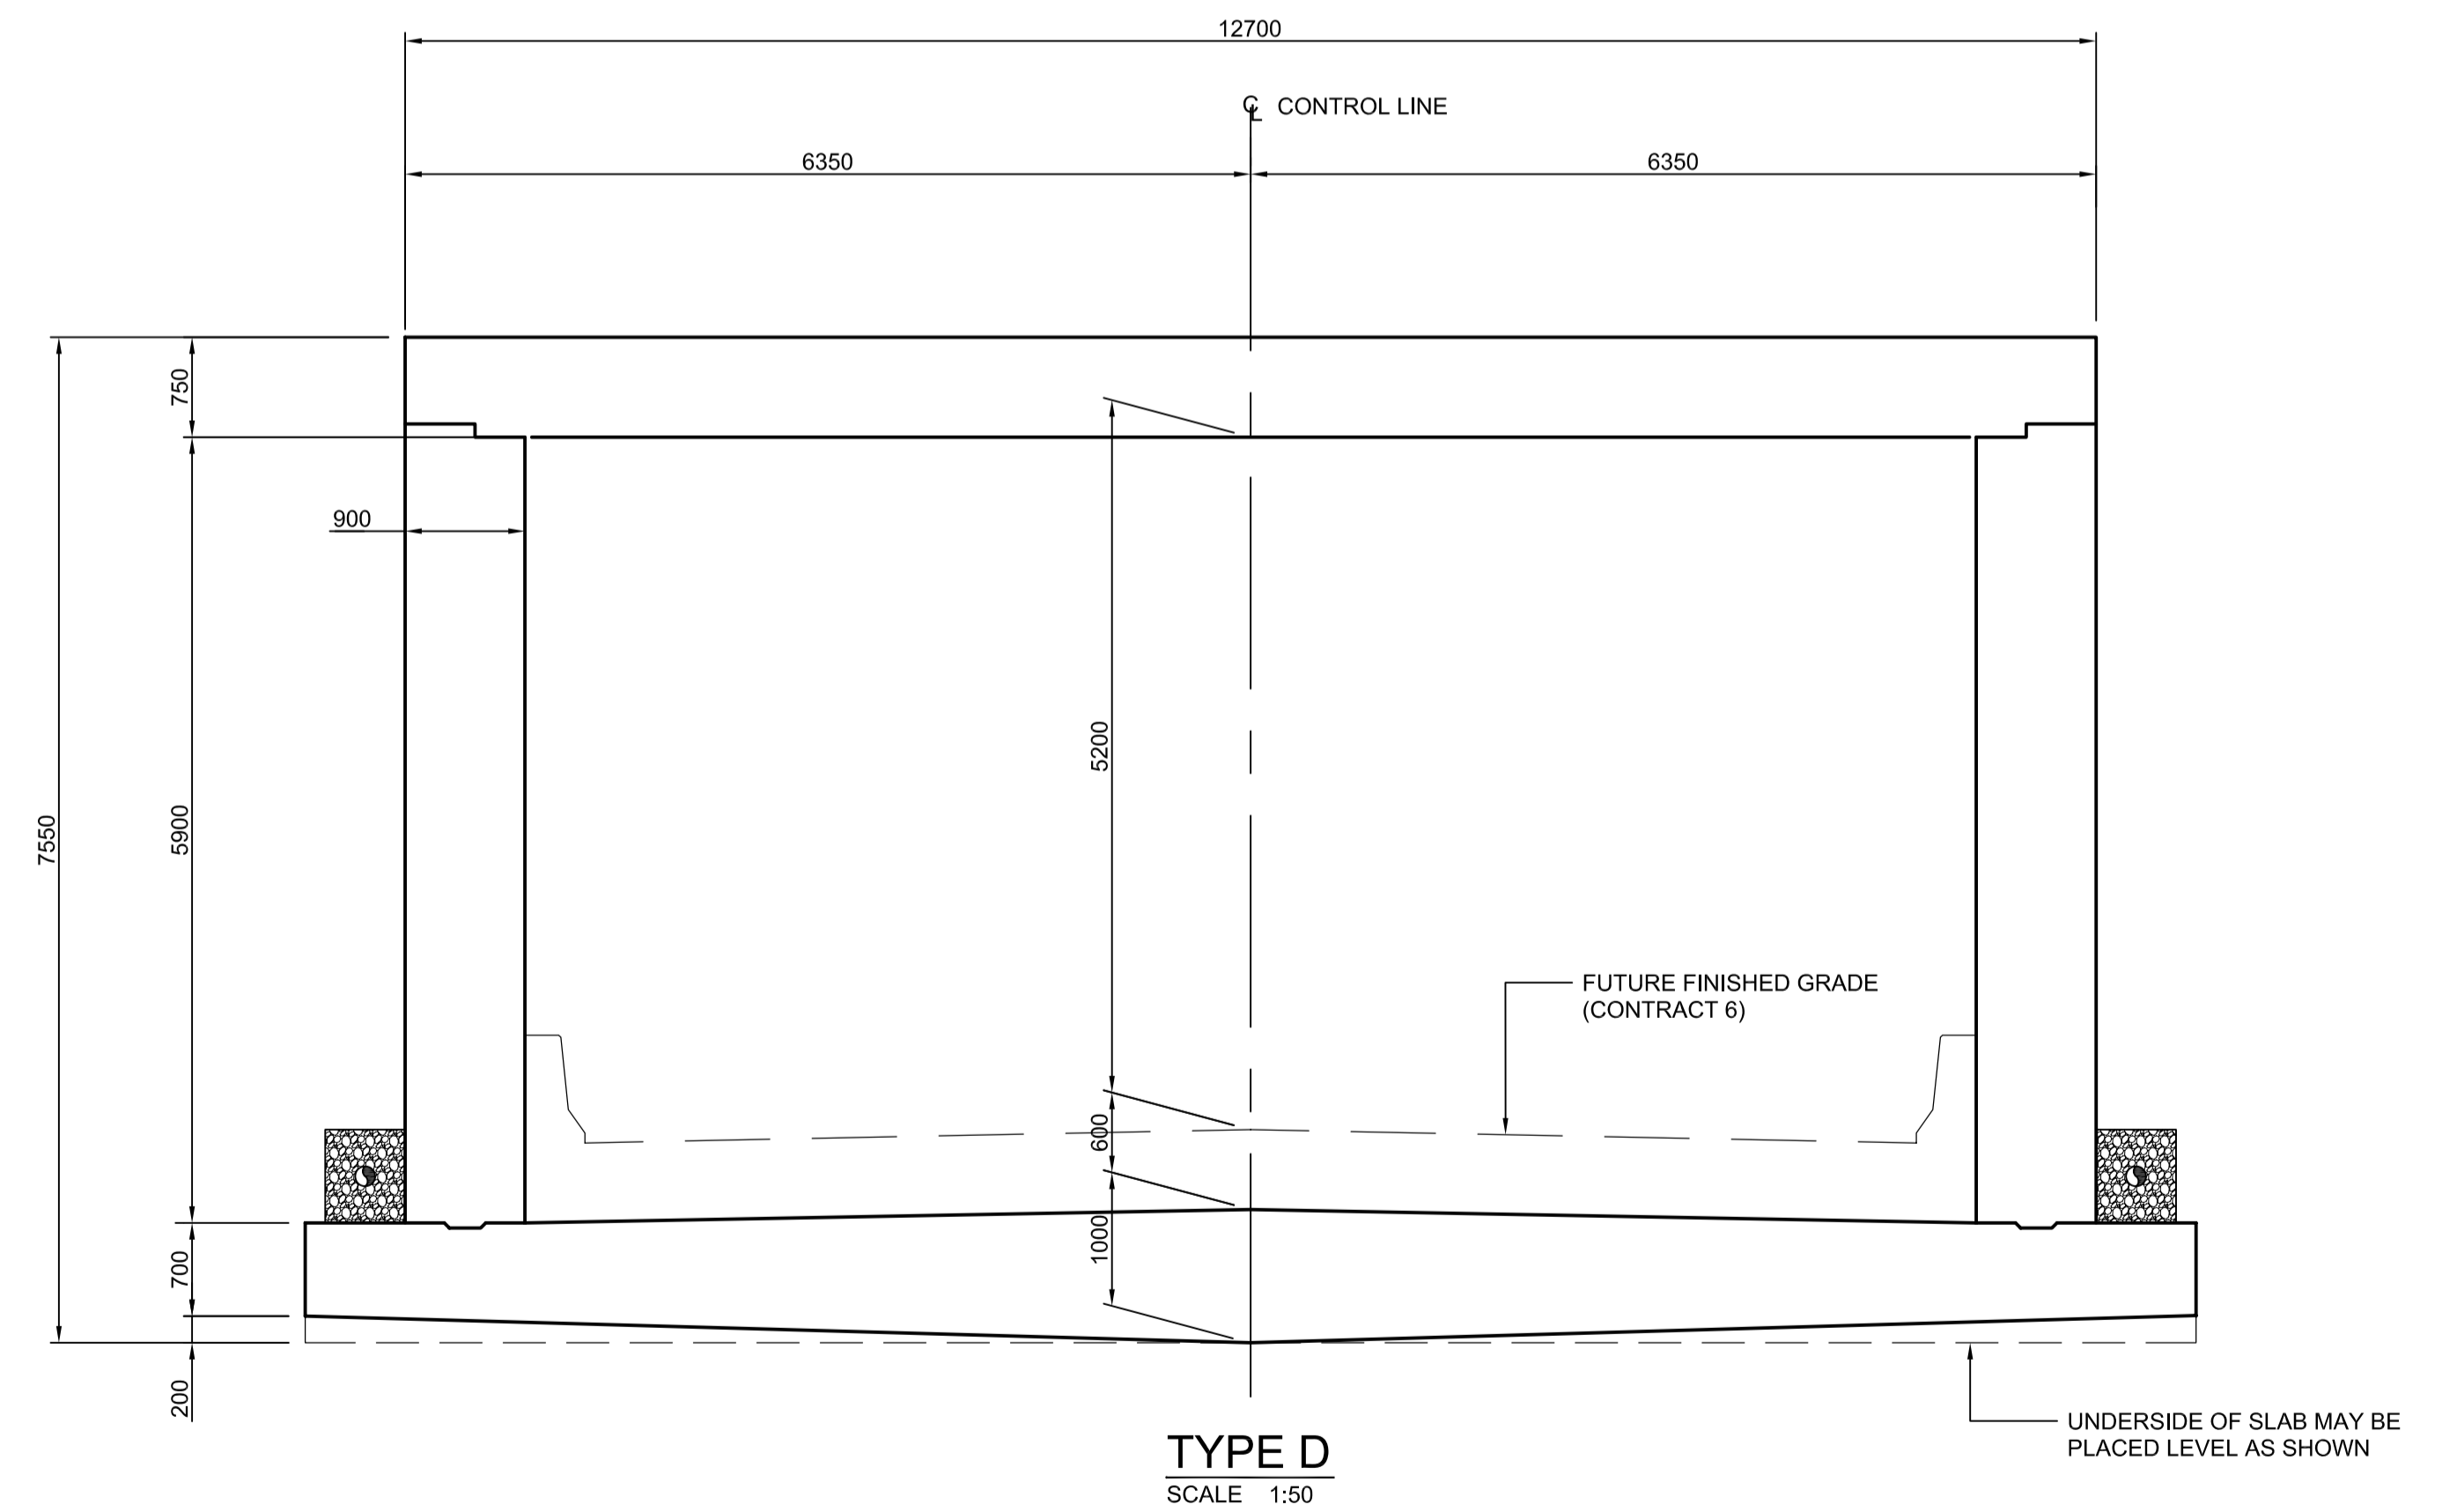 12700
CL CONTROL LINE
6350
6350
750
900
5200
5900
7550
FUTURE FINISHED GRADE
(CONTRACT 6)
600
1000
700
200
UNDERSIDE OF SLAB MAY BE
PLACED LEVEL AS SHOWN
TYPE D
SCALE 1:50